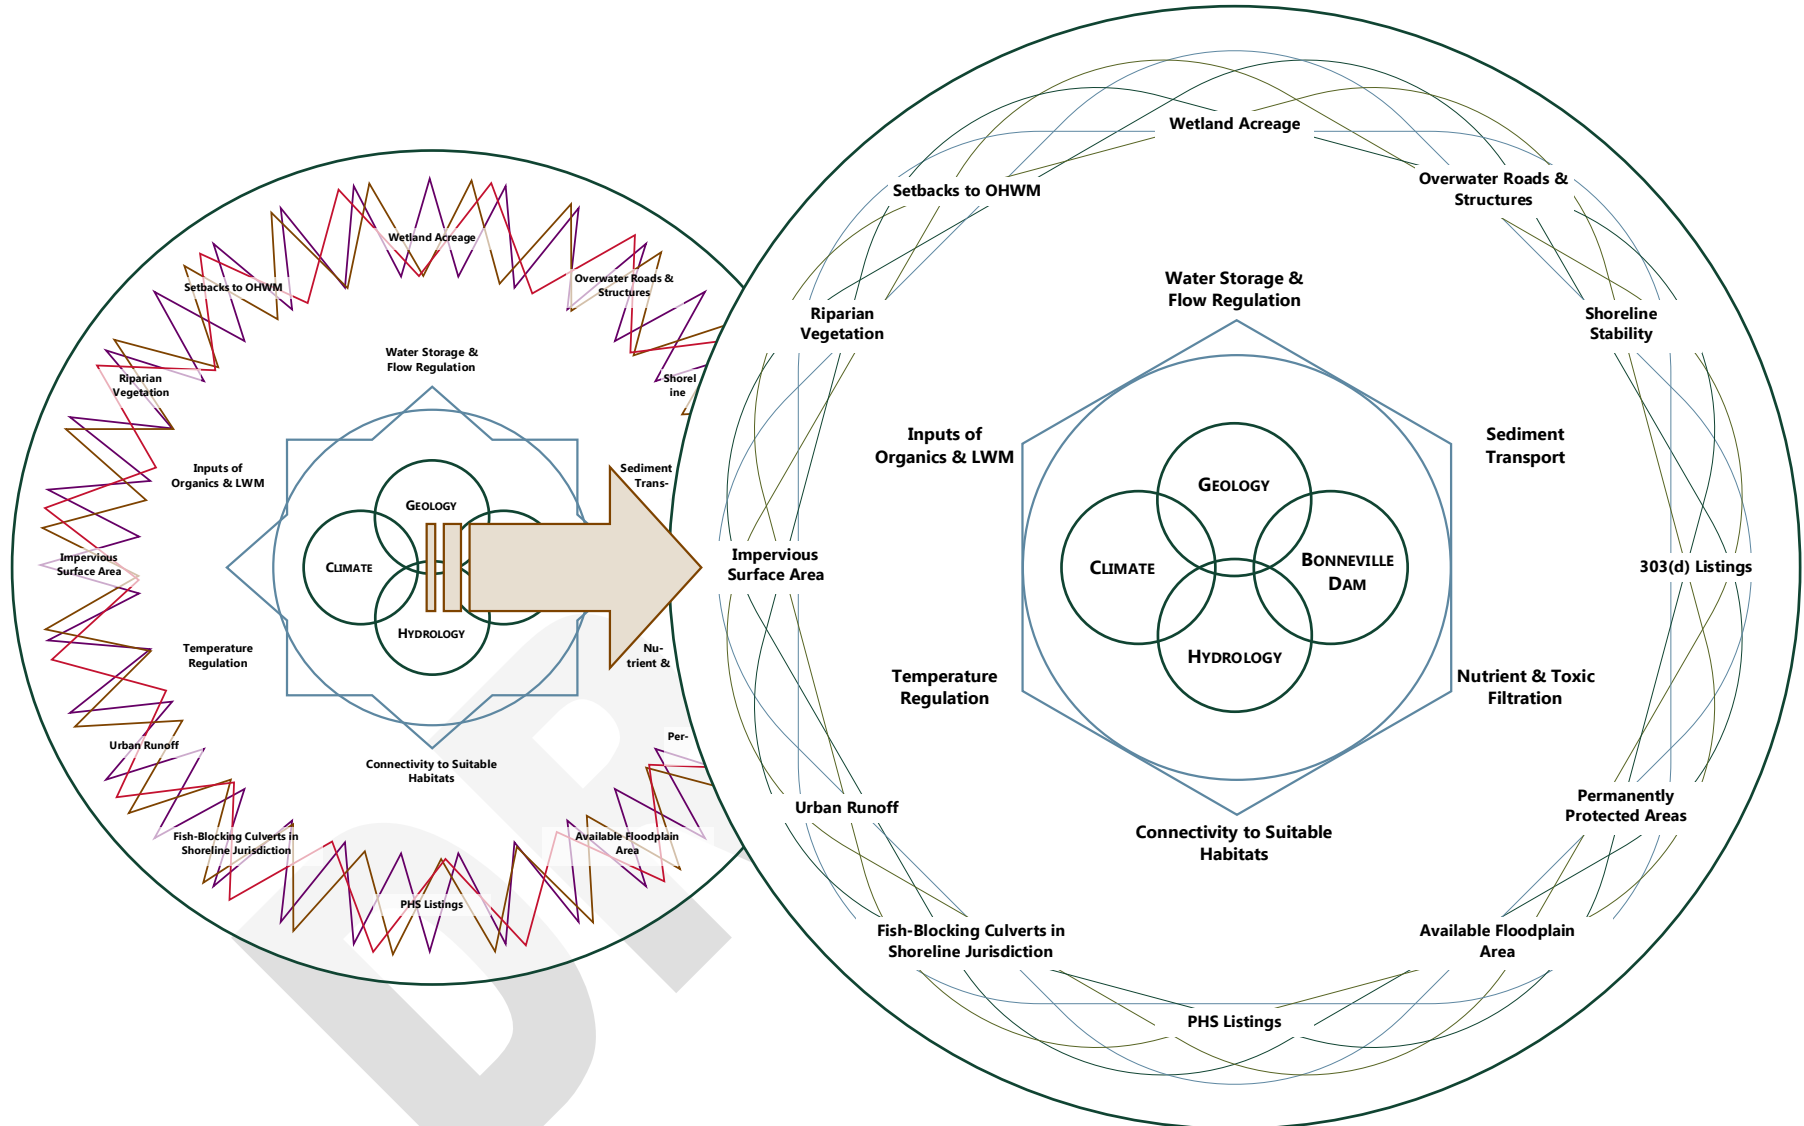 Wetland Acreage
Setbacks to OHWM
Overwater Roads &
Structures
Riparian
Vegetation
Shorel
ine
Water Storage &
Flow Regulation
Inputs of
Organics & LWM
Sediment
Trans-
GEOLOGY
CLIMATE
HYDROLOGY
Impervious
Surface Area
Temperature
Regulation
Nu-
trient &
Urban Runoff
Per-
Connectivity to Suitable
Habitats
Fish-Blocking Culverts in
Shoreline Jurisdiction
Available Floodplain
Area
PHS Listings
Wetland Acreage
Setbacks to OHWM
Overwater Roads &
Structures
Riparian
Vegetation
Shoreline
Stability
Water Storage &
Flow Regulation
Inputs of
Organics & LWM
Sediment
Transport
GEOLOGY
CLIMATE
BONNEVILLE
DAM
HYDROLOGY
Impervious
Surface Area
303(d) Listings
Temperature
Regulation
Nutrient & Toxic
Filtration
Urban Runoff
Permanently
Protected Areas
Connectivity to Suitable
Habitats
Fish-Blocking Culverts in
Shoreline Jurisdiction
Available Floodplain
Area
PHS Listings